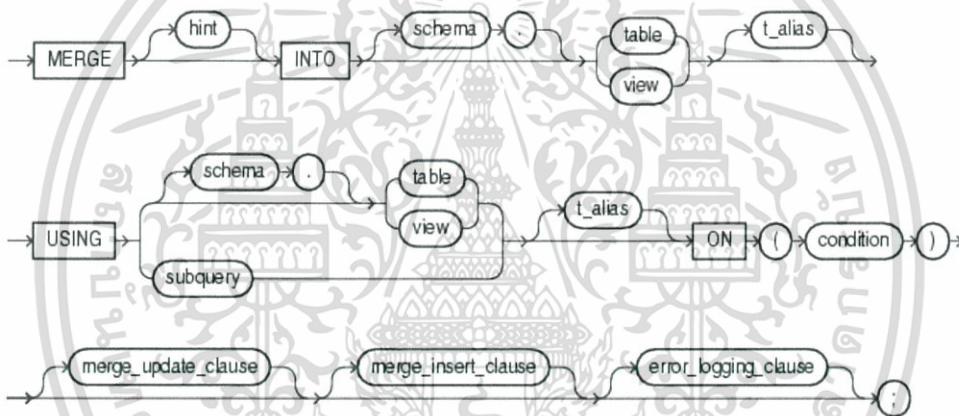 hint schema . table t_alias
MERGE INTO view
schema . table
USING view t_alias ON ( condition )
subquery
merge_update_clause merge_insert_clause error_logging_clause ;